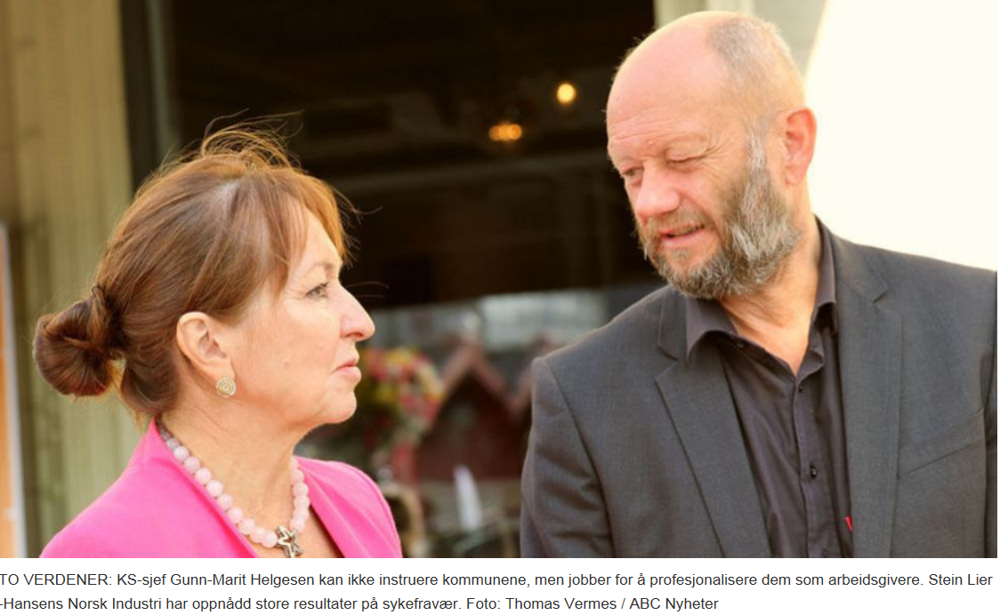 TO VERDENER: KS-sjef Gunn-Marit Helgesen kan ikke instruere kommunene, men jobber for å profesjonalisere dem som arbeidsgivere. Stein Lier
-Hansens Norsk Industri har oppnådd store resultater på sykefravær. Foto: Thomas Vermes / ABC Nyheter